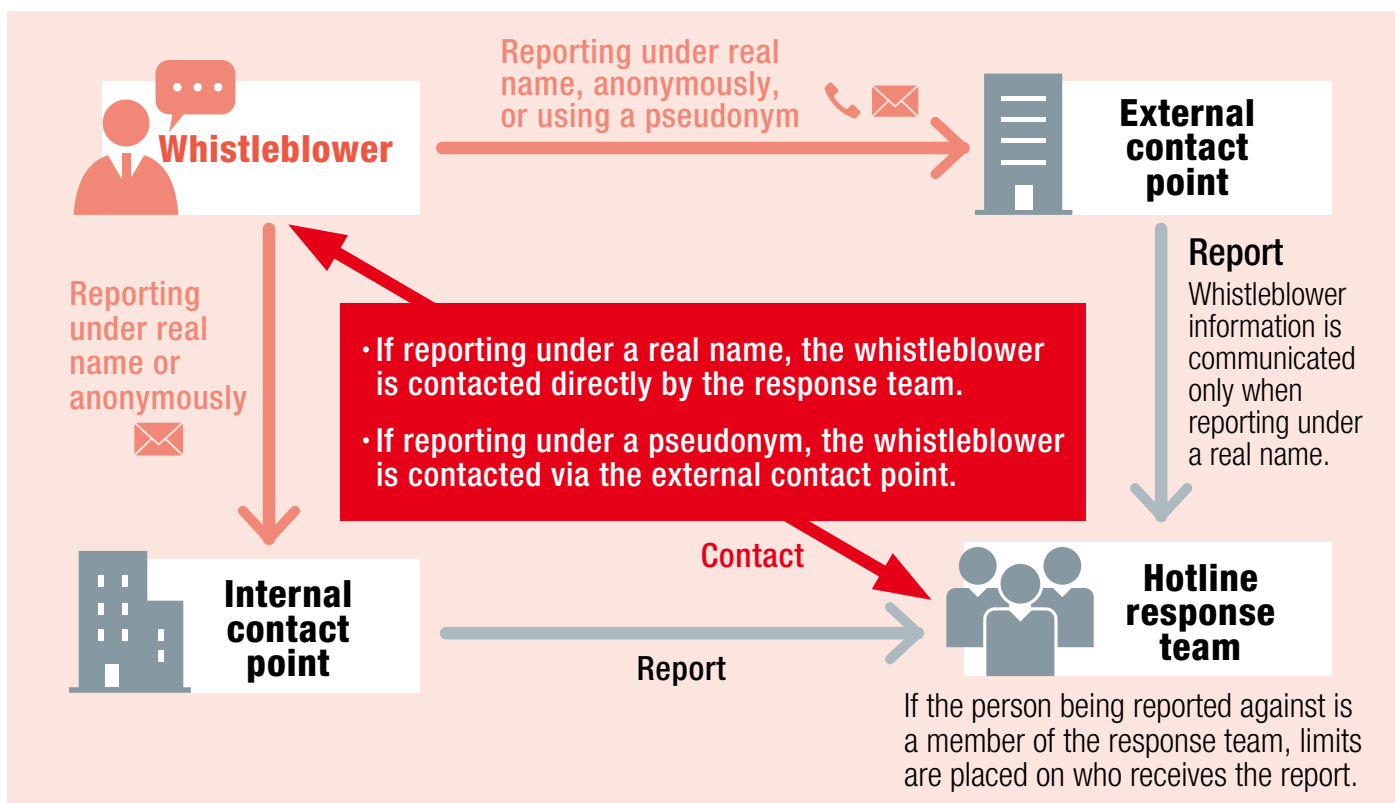 Whistleblower
Reporting under real
name, anonymously,
or using a pseudonym
External
contact
point
Reporting
under real
name or
anonymously
・If reporting under a real name, the whistleblower
is contacted directly by the response team.
・If reporting under a pseudonym, the whistleblower
is contacted via the external contact point.
Report
Whistleblower
information is
communicated
only when
reporting under
a real name.
Contact
Internal
contact
point
Report
Hotline
response
team
If the person being reported against is
a member of the response team, limits
are placed on who receives the report.